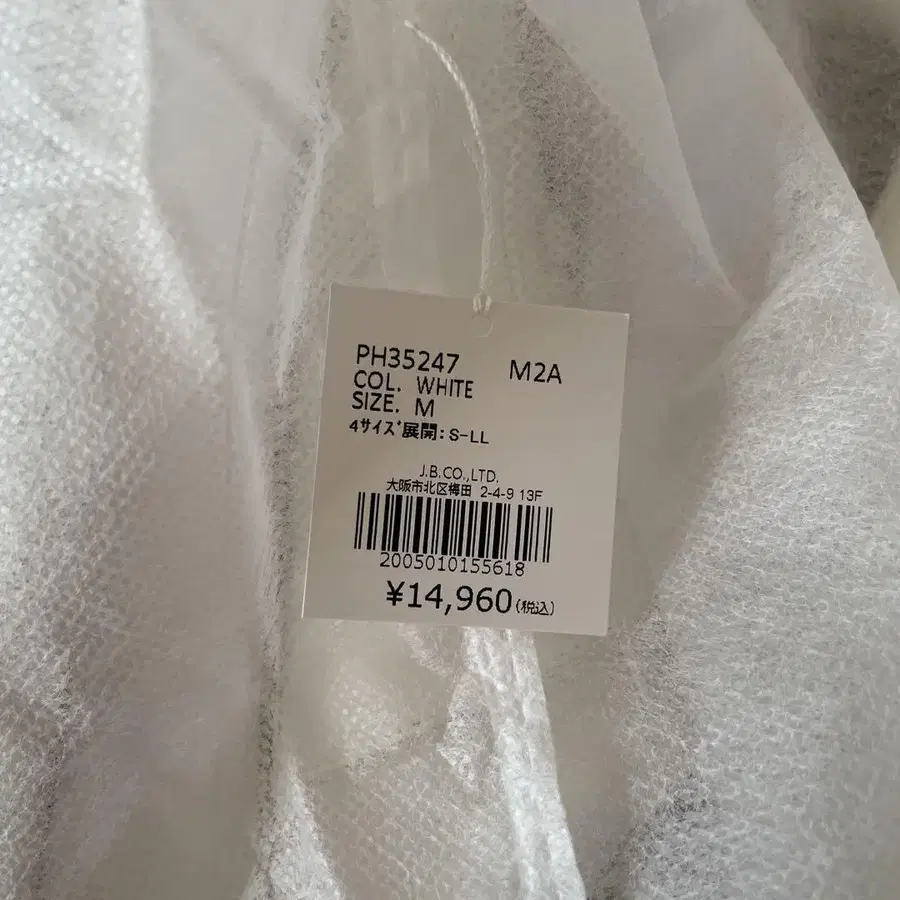 PH35247 M2A
COL. WHITE
SIZE. M
4サイズ展開:S-LL
J.B.CO.,LTD.
大阪市北区梅田 2-4-9 13F
2005010155618
¥14,960(税込)